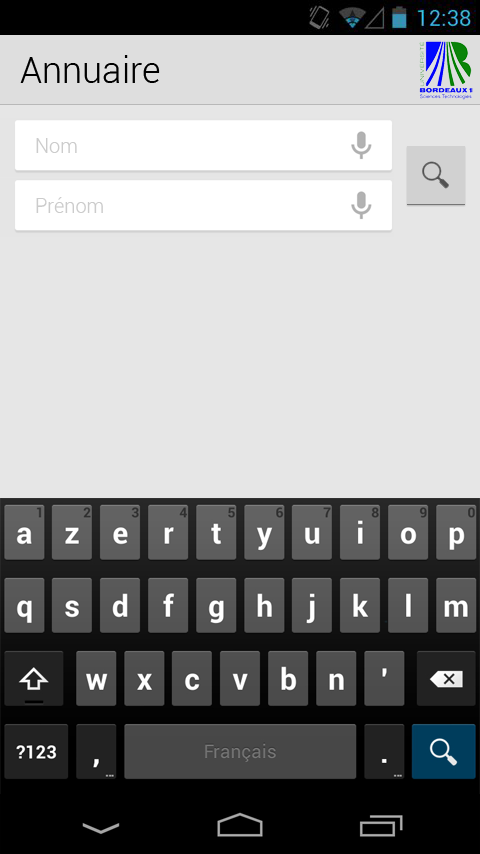 12:38
Annuaire
UNIVERSITÉ
BORDEAUX 1
Sciences Technologies
Nom
Prénom
1 2 3 4 5 6 7 8 9 0
a z e r t y u i o p
q s d f g h j k l m
w x c v b n '
?123 , ... Français . ...